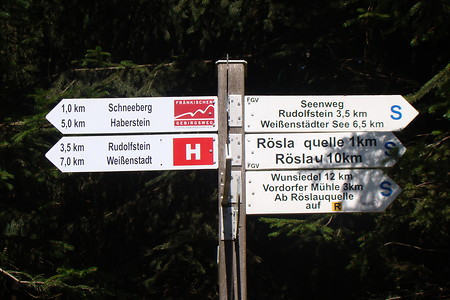 1,0 km Schneeberg
5,0 km Haberstein
FRÄNKISCHER
GEBIRGSWEG
3,5 km Rudolfstein
7,0 km Weißenstadt
H
FGV
Seenweg
Rudolfstein 3,5 km
Weißenstädter See 6,5 km
S
Rösla quelle 1km
Röslau 10km
S
FGV
Wunsiedel 12 km
Vordorfer Mühle 3km
Ab Röslauquelle
auf R
S